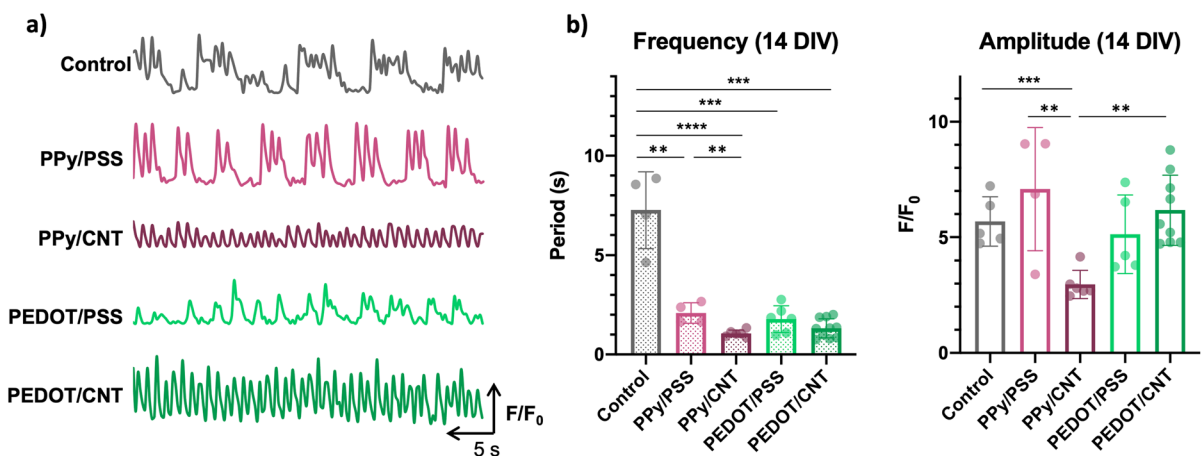 a)
Control
PPy/PSS
PPy/CNT
PEDOT/PSS
PEDOT/CNT
F/F0
5 s
b)
Frequency (14 DIV)
Period (s)
10
5
0
***
***
****
** **
Control
PPy/PSS
PPy/CNT
PEDOT/PSS
PEDOT/CNT
Amplitude (14 DIV)
F/F0
10
5
0
***
** **
Control
PPy/PSS
PPy/CNT
PEDOT/PSS
PEDOT/CNT